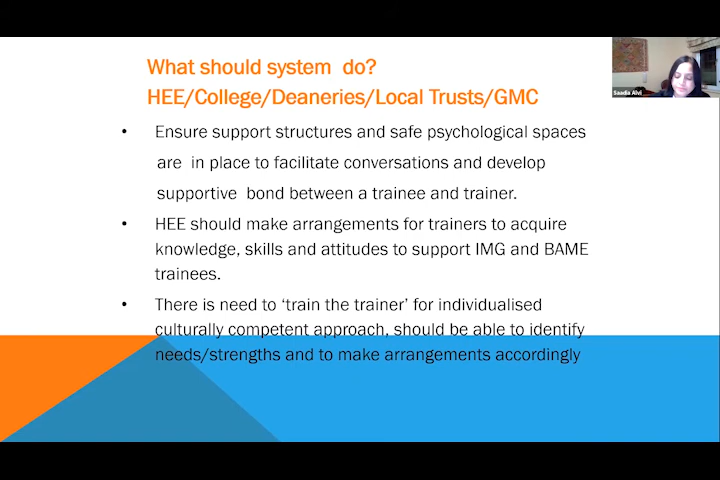 What should system do?
HEE/College/Deaneries/Local Trusts/GMC
• Ensure support structures and safe psychological spaces
are in place to facilitate conversations and develop
supportive bond between a trainee and trainer.
• HEE should make arrangements for trainers to acquire
knowledge, skills and attitudes to support IMG and BAME
trainees.
• There is need to ‘train the trainer’ for individualised
culturally competent approach, should be able to identify
needs/strengths and to make arrangements accordingly
Saadia Alvi